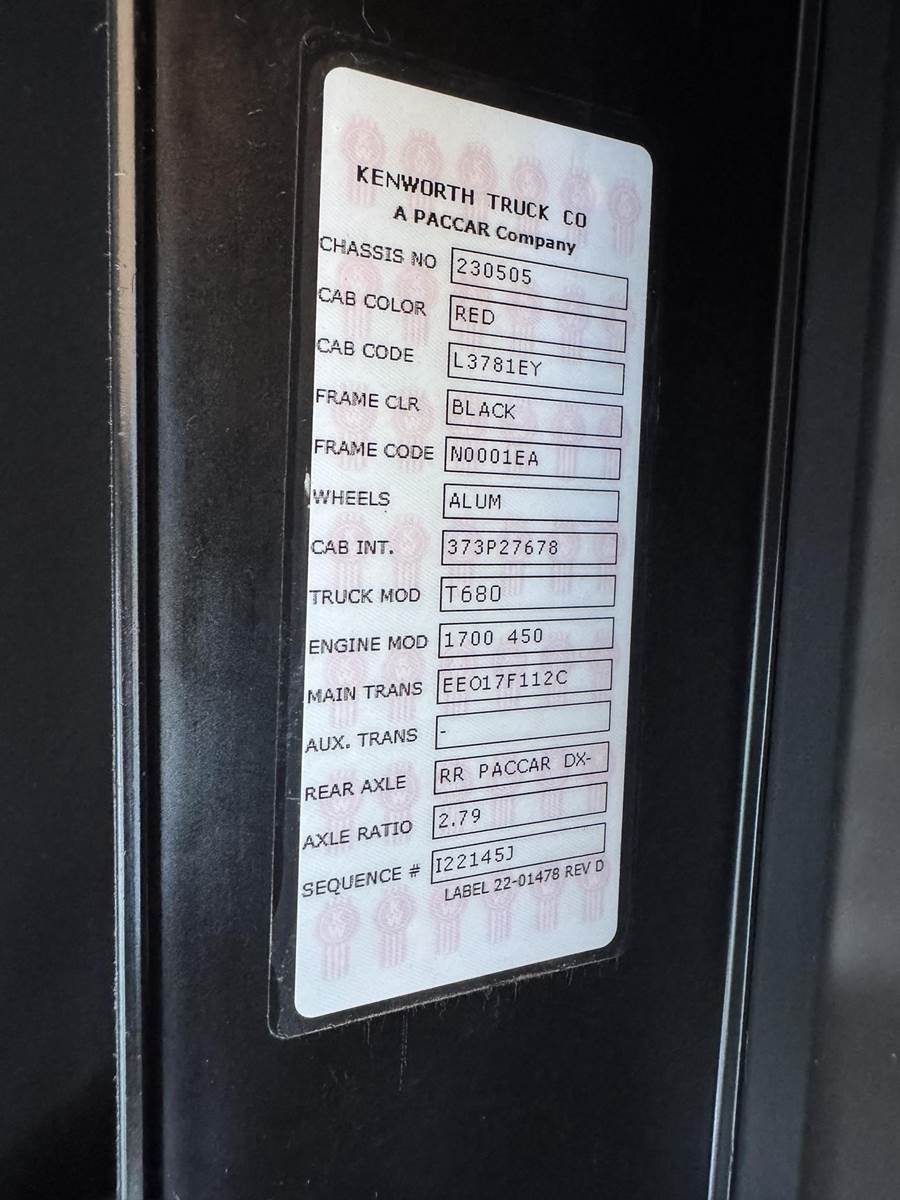 KENWORTH TRUCK CO
A PACCAR Company
CHASSIS NO 230505
CAB COLOR RED
CAB CODE L3781EY
FRAME CLR BLACK
FRAME CODE N0001EA
WHEELS ALUM
CAB INT. 373P27678
TRUCK MOD T680
ENGINE MOD 1700 450
MAIN TRANS EEO17F112C
AUX. TRANS -
REAR AXLE RR PACCAR DX-
AXLE RATIO 2.79
SEQUENCE # I22145J
LABEL 22-01478 REV D